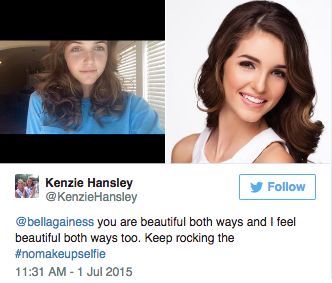 Kenzie Hansley
@KenzieHansley
Follow
@bellagainess you are beautiful both ways and I feel
beautiful both ways too. Keep rocking the
#nomakeupselfie
11:31 AM - 1 Jul 2015